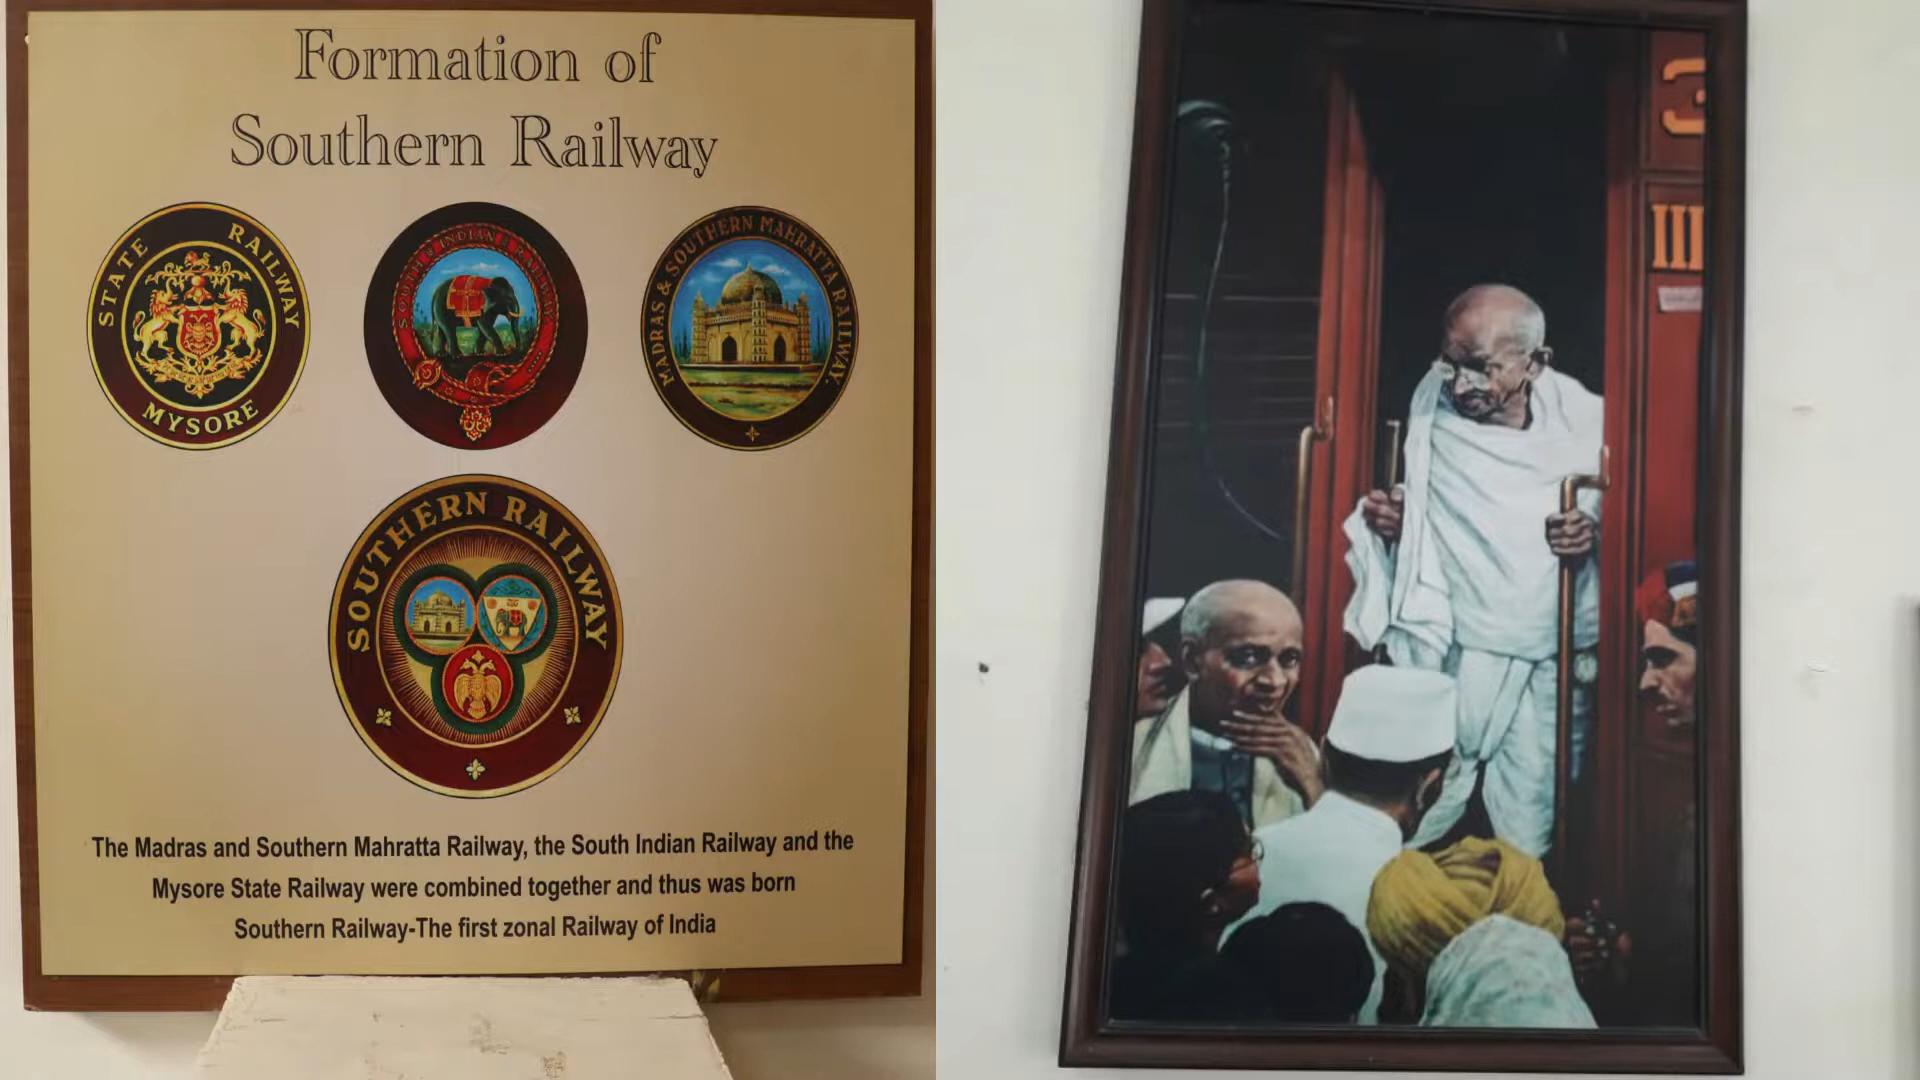 Formation of
Southern Railway
STATE RAILWAY
MYSORE
SOUTH INDIAN RAILWAY
MADRAS & SOUTHERN MAHRATTA RAILWAY.
SOUTHERN RAILWAY
The Madras and Southern Mahratta Railway, the South Indian Railway and the
Mysore State Railway were combined together and thus was born
Southern Railway-The first zonal Railway of India
3
III